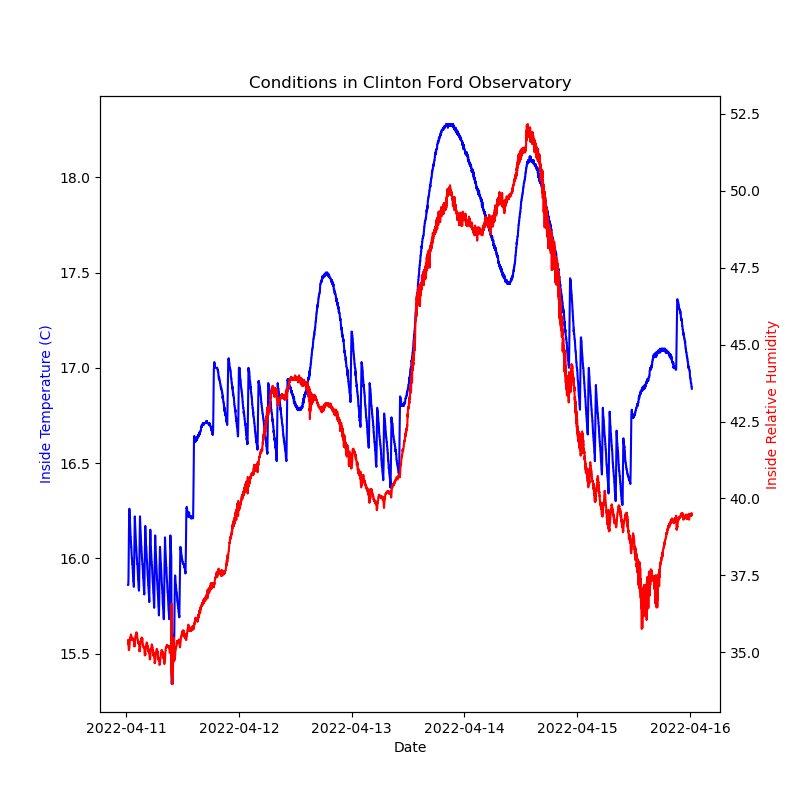 Conditions in Clinton Ford Observatory
18.0
17.5
17.0
16.5
16.0
15.5
Inside Temperature (C)
52.5
50.0
47.5
45.0
42.5
40.0
37.5
35.0
Inside Relative Humidity
2022-04-11 2022-04-12 2022-04-13 2022-04-14 2022-04-15 2022-04-16
Date